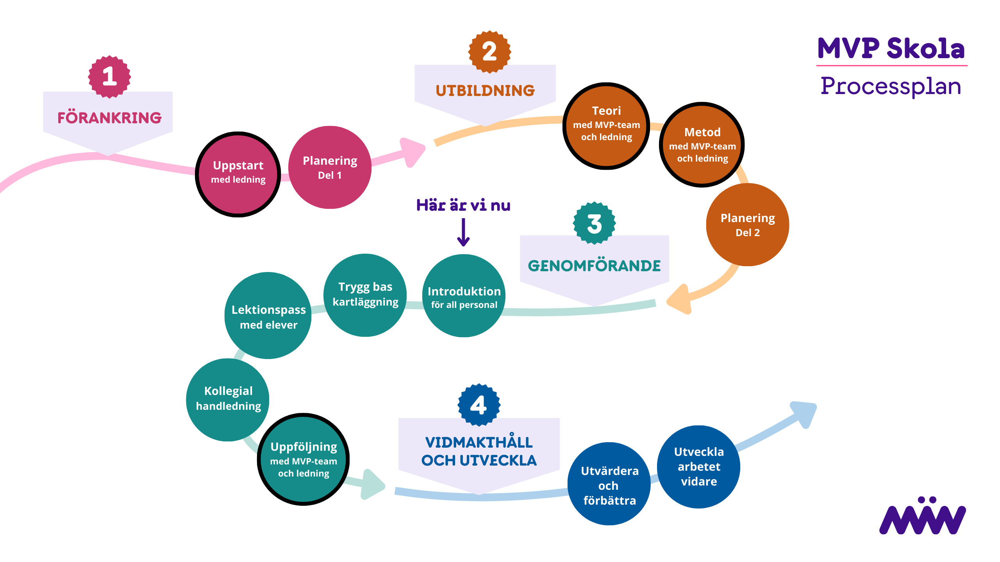 MVP Skola
Processplan
1
FÖRANKRING
Uppstart
med ledning
Planering
Del 1
2
UTBILDNING
Teori
med MVP-team
och ledning
Metod
med MVP-team
och ledning
Planering
Del 2
3
GENOMFÖRANDE
Här är vi nu
Introduktion
för all personal
Trygg bas
kartläggning
Lektionspass
med elever
Kollegial
handledning
Uppföljning
med MVP-team
och ledning
4
VIDMAKTHÅLL
OCH UTVECKLA
Utvärdera
och
förbättra
Utveckla
arbetet
vidare